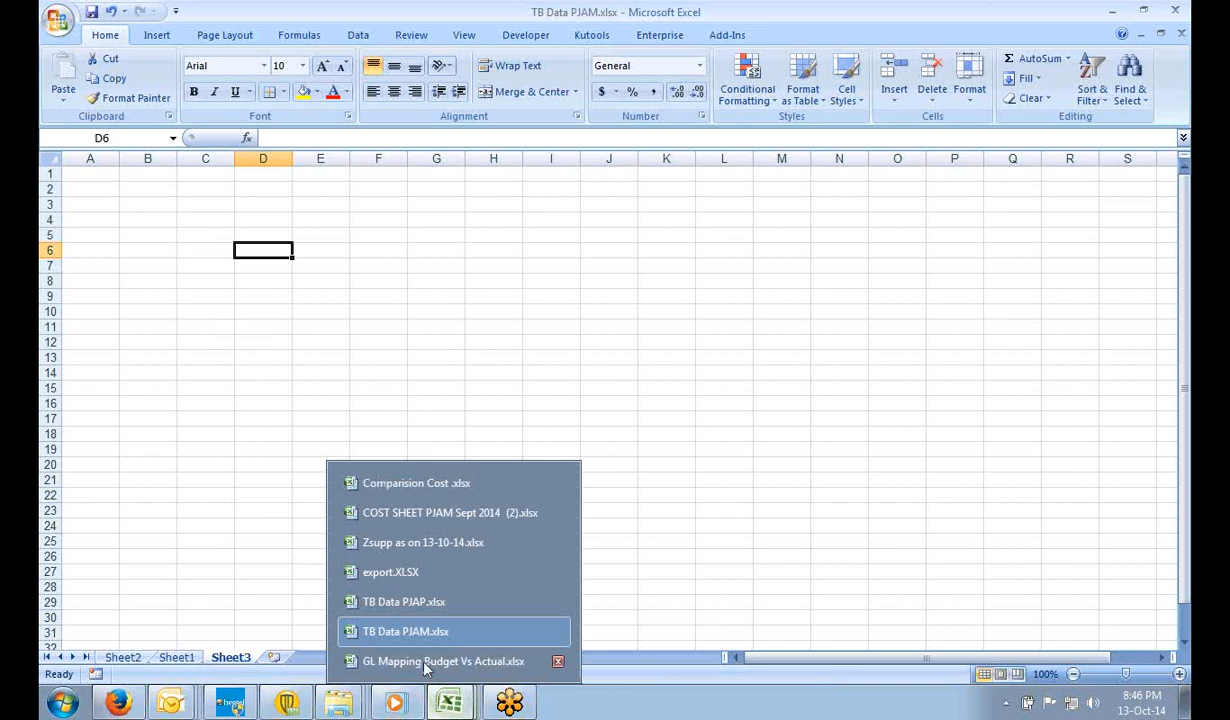 TB Data PJAM.xlsx - Microsoft Excel
Home Insert Page Layout Formulas Data Review View Developer Kutools Enterprise Add-Ins
Paste
Cut
Copy
Format Painter
Clipboard
Arial 10
B I U
Font
Wrap Text
Merge & Center
Alignment
General
$ % ,
Number
Conditional Formatting
Format as Table
Cell Styles
Styles
Insert Delete Format
Cells
Σ AutoSum
Fill
Clear
Sort & Filter
Find & Select
Editing
D6 fx
A B C D E F G H I J K L M N O P Q R S
1
2
3
4
5
6
7
8
9
10
11
12
13
14
15
16
17
18
19
20
21
22
23
24
25
26
27
28
29
30
31
32
Comparision Cost .xlsx
COST SHEET PJAM Sept 2014 (2).xlsx
Zsupp as on 13-10-14.xlsx
export.XLSX
TB Data PJAP.xlsx
TB Data PJAM.xlsx
GL Mapping Budget Vs Actual.xlsx
Sheet2 Sheet1 Sheet3
Ready 100%
8:46 PM
13-Oct-14